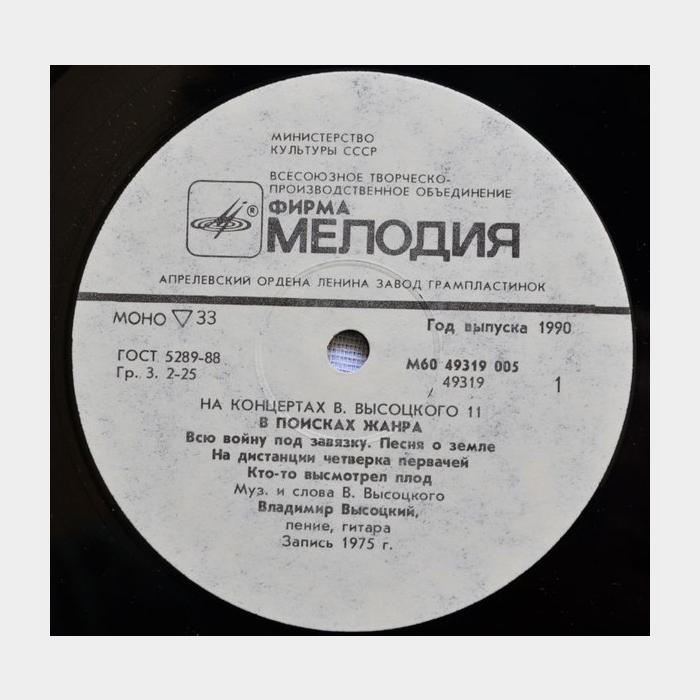 МИНИСТЕРСТВО
КУЛЬТУРЫ СССР
ВСЕСОЮЗНОЕ ТВОРЧЕСКО-
ПРОИЗВОДСТВЕННОЕ ОБЪЕДИНЕНИЕ
ФИРМА
® МЕЛОДИЯ
АПРЕЛЕВСКИЙ ОРДЕНА ЛЕНИНА ЗАВОД ГРАМПЛАСТИНОК
МОНО ▽ 33
Год выпуска 1990
ГОСТ 5289-88
Гр. 3. 2-25
М60 49319 005
49319
1
НА КОНЦЕРТАХ В. ВЫСОЦКОГО 11
В ПОИСКАХ ЖАНРА
Всю войну под завязку. Песня о земле
На дистанции четверка первачей
Кто-то высмотрел плод
Муз. и слова В. Высоцкого
Владимир Высоцкий,
пение, гитара
Запись 1975 г.